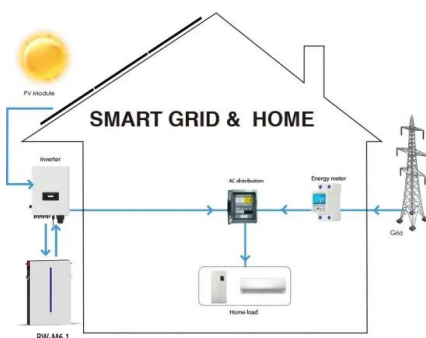 PV Module
SMART GRID & HOME
inverter
AC distribution
Energy meter
Grid
Home load
RW-M6.1